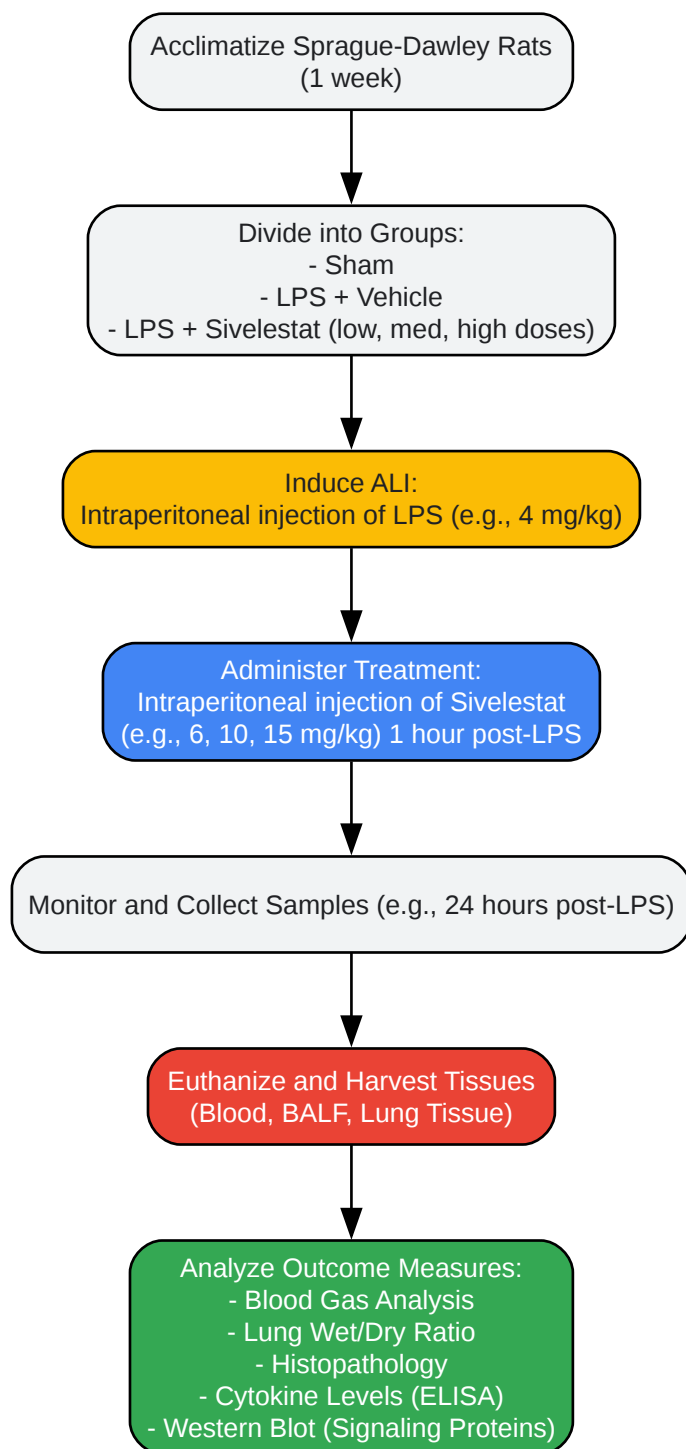 Acclimatize Sprague-Dawley Rats
(1 week)
Divide into Groups:
- Sham
- LPS + Vehicle
- LPS + Sivelestat (low, med, high doses)
Induce ALI:
Intraperitoneal injection of LPS (e.g., 4 mg/kg)
Administer Treatment:
Intraperitoneal injection of Sivelestat
(e.g., 6, 10, 15 mg/kg) 1 hour post-LPS
Monitor and Collect Samples (e.g., 24 hours post-LPS)
Euthanize and Harvest Tissues
(Blood, BALF, Lung Tissue)
Analyze Outcome Measures:
- Blood Gas Analysis
- Lung Wet/Dry Ratio
- Histopathology
- Cytokine Levels (ELISA)
- Western Blot (Signaling Proteins)